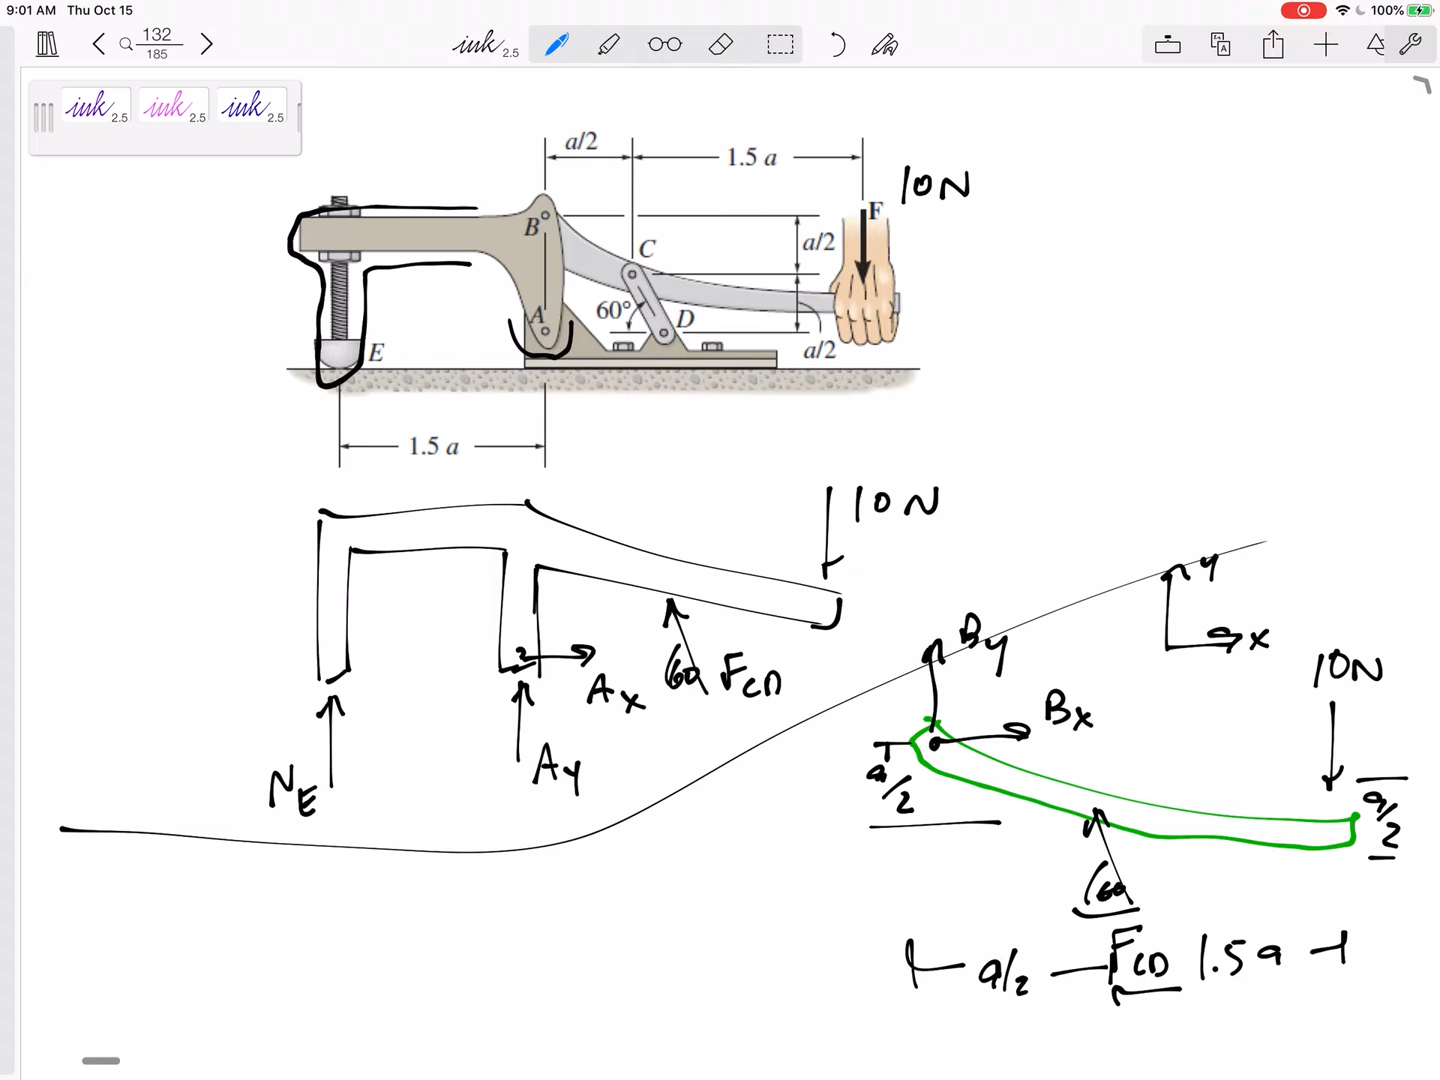 9:01 AM Thu Oct 15
100%
132
185
ink 2.5
ink 2.5 ink 2.5 ink 2.5
a/2
1.5 a
10N
F
B
C
a/2
60°
A
D
E
a/2
1.5 a
10N
y
x
By
Bx
10N
60 FCD
Ax
Ay
NE
a/2
a/2
60
a/2 FCD 1.5a